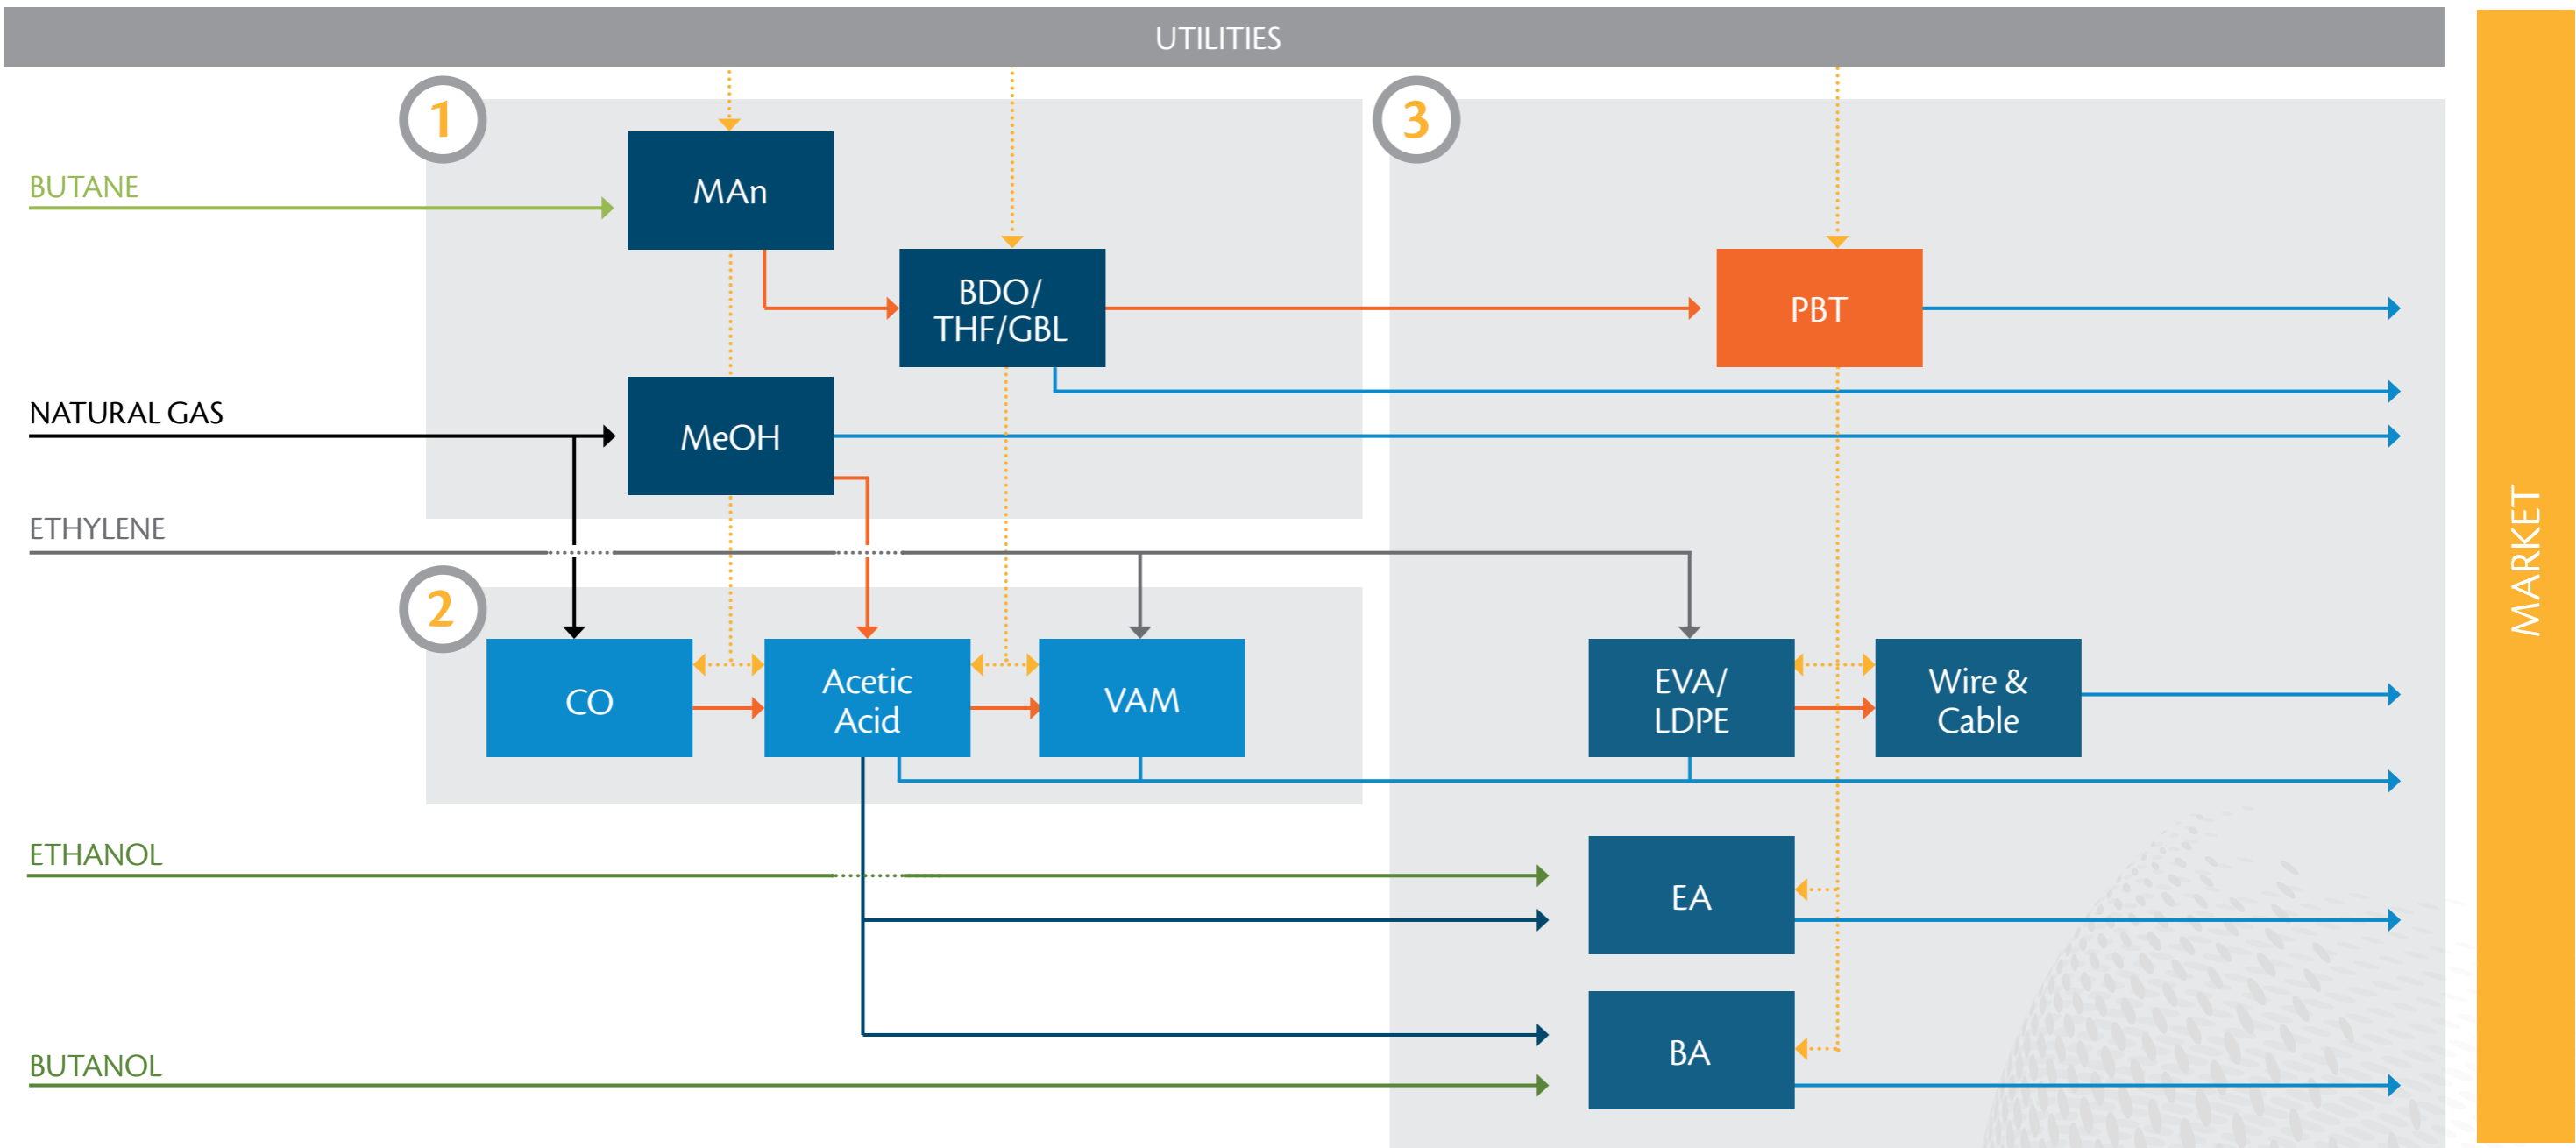 UTILITIES
1
3
BUTANE
MAn
BDO/
THF/GBL
PBT
NATURAL GAS
MeOH
ETHYLENE
MARKET
2
CO
Acetic
Acid
VAM
EVA/
LDPE
Wire &
Cable
ETHANOL
EA
BUTANOL
BA